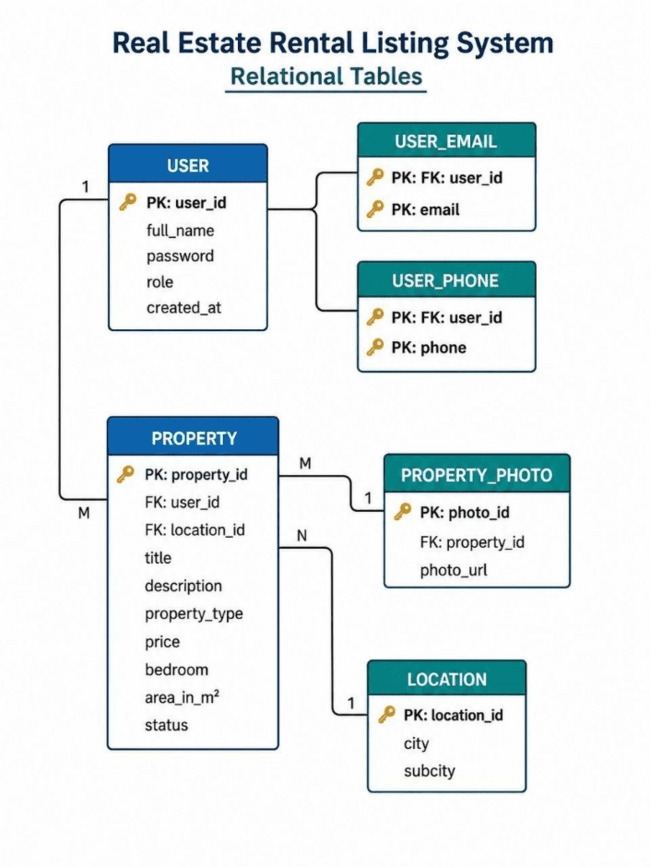 Real Estate Rental Listing System
Relational Tables
USER
PK: user_id
full_name
password
role
created_at
USER_EMAIL
PK: FK: user_id
PK: email
USER_PHONE
PK: FK: user_id
PK: phone
1
M
PROPERTY
PK: property_id
FK: user_id
FK: location_id
title
description
property_type
price
bedroom
area_in_m²
status
M
1
PROPERTY_PHOTO
PK: photo_id
FK: property_id
photo_url
N
1
LOCATION
PK: location_id
city
subcity